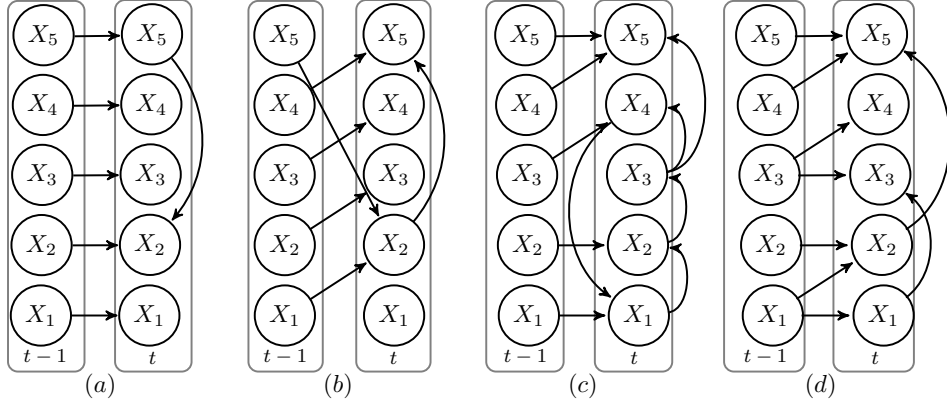 X5 X5 X5 X5 X5 X5 X5 X5
X4 X4 X4 X4 X4 X4 X4 X4
X3 X3 X3 X3 X3 X3 X3 X3
X2 X2 X2 X2 X2 X2 X2 X2
X1 X1 X1 X1 X1 X1 X1 X1
t − 1 t t − 1 t t − 1 t t − 1 t
(a) (b) (c) (d)